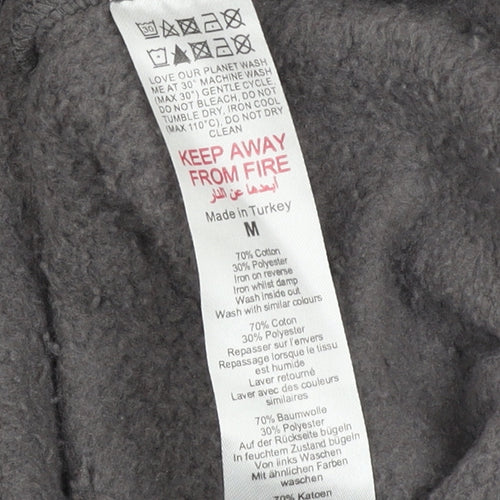 30
LOVE OUR PLANET WASH
ME AT 30° MACHINE WASH
(MAX 30°) GENTLE CYCLE,
DO NOT BLEACH, DO NOT
TUMBLE DRY, IRON COOL
(MAX 110°C), DO NOT DRY
CLEAN
KEEP AWAY
FROM FIRE
أبعدها عن النار
Made in Turkey
M
70% Cotton
30% Polyester
Iron on reverse
Iron whilst damp
Wash inside out
Wash with similar colours
70% Coton
30% Polyester
Repasser sur l'envers
Repassage lorsque le tissu
est humide
Laver retourné
Laver avec des couleurs
similaires
70% Baumwolle
30% Polyester
Auf der Rückseite bügeln
In feuchtem Zustand bügeln
Von links Waschen
Mit ähnlichen Farben
waschen
70% Katoen